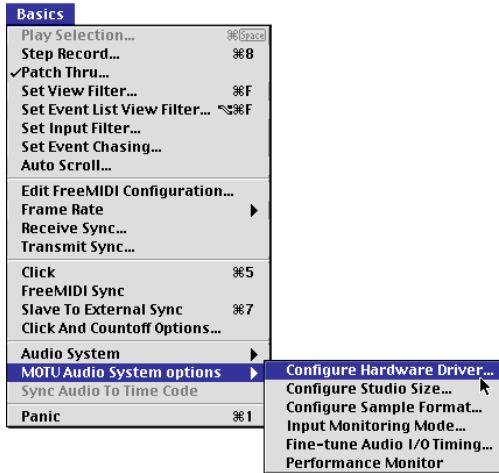 Basics
Play Selection... ⌘Space
Step Record... ⌘8
✓Patch Thru...
Set View Filter... ⌘F
Set Event List View Filter... ⌥⌘F
Set Input Filter...
Set Event Chasing...
Auto Scroll...
Edit FreeMIDI Configuration...
Frame Rate
Receive Sync...
Transmit Sync...
Click ⌘5
FreeMIDI Sync
Slave To External Sync ⌘7
Click And Countoff Options...
Audio System
MOTU Audio System options
Sync Audio To Time Code
Panic ⌘1
Configure Hardware Driver...
Configure Studio Size...
Configure Sample Format...
Input Monitoring Mode...
Fine-tune Audio I/O Timing...
Performance Monitor